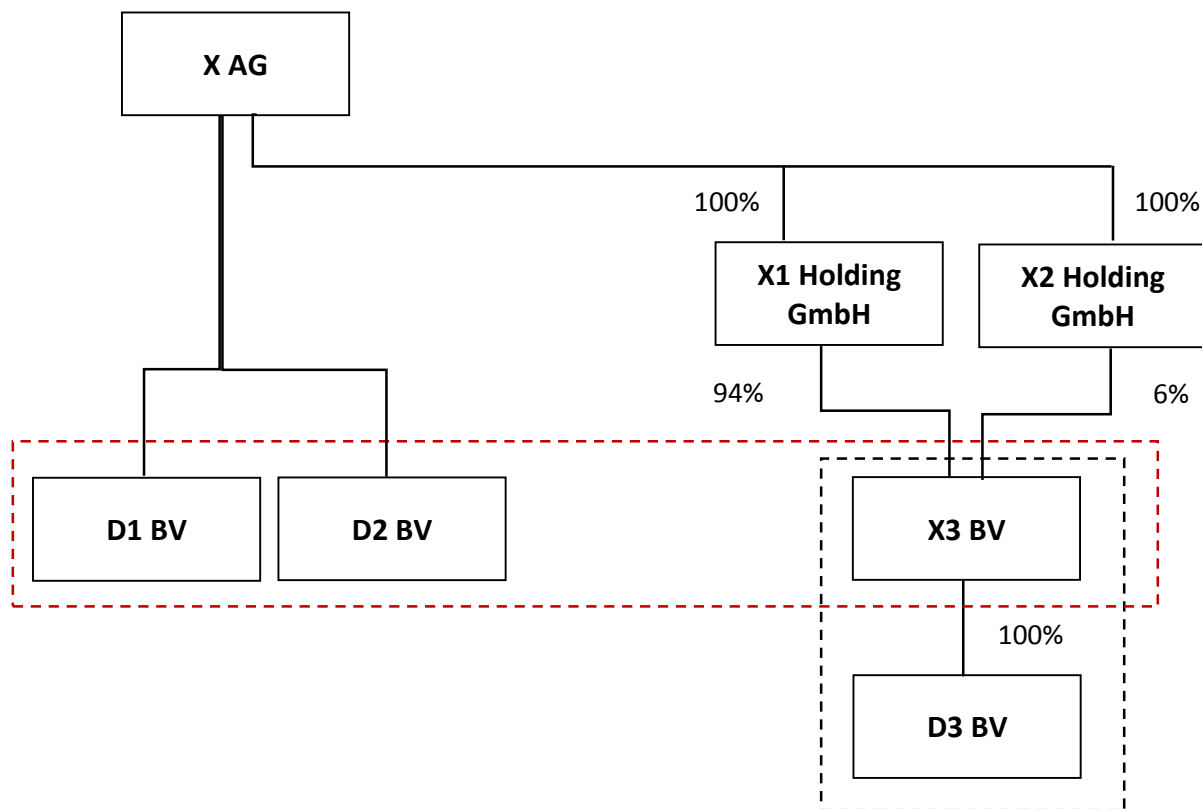 X AG
100%
100%
X1 Holding
GmbH
X2 Holding
GmbH
94%
6%
D1 BV
D2 BV
X3 BV
100%
D3 BV